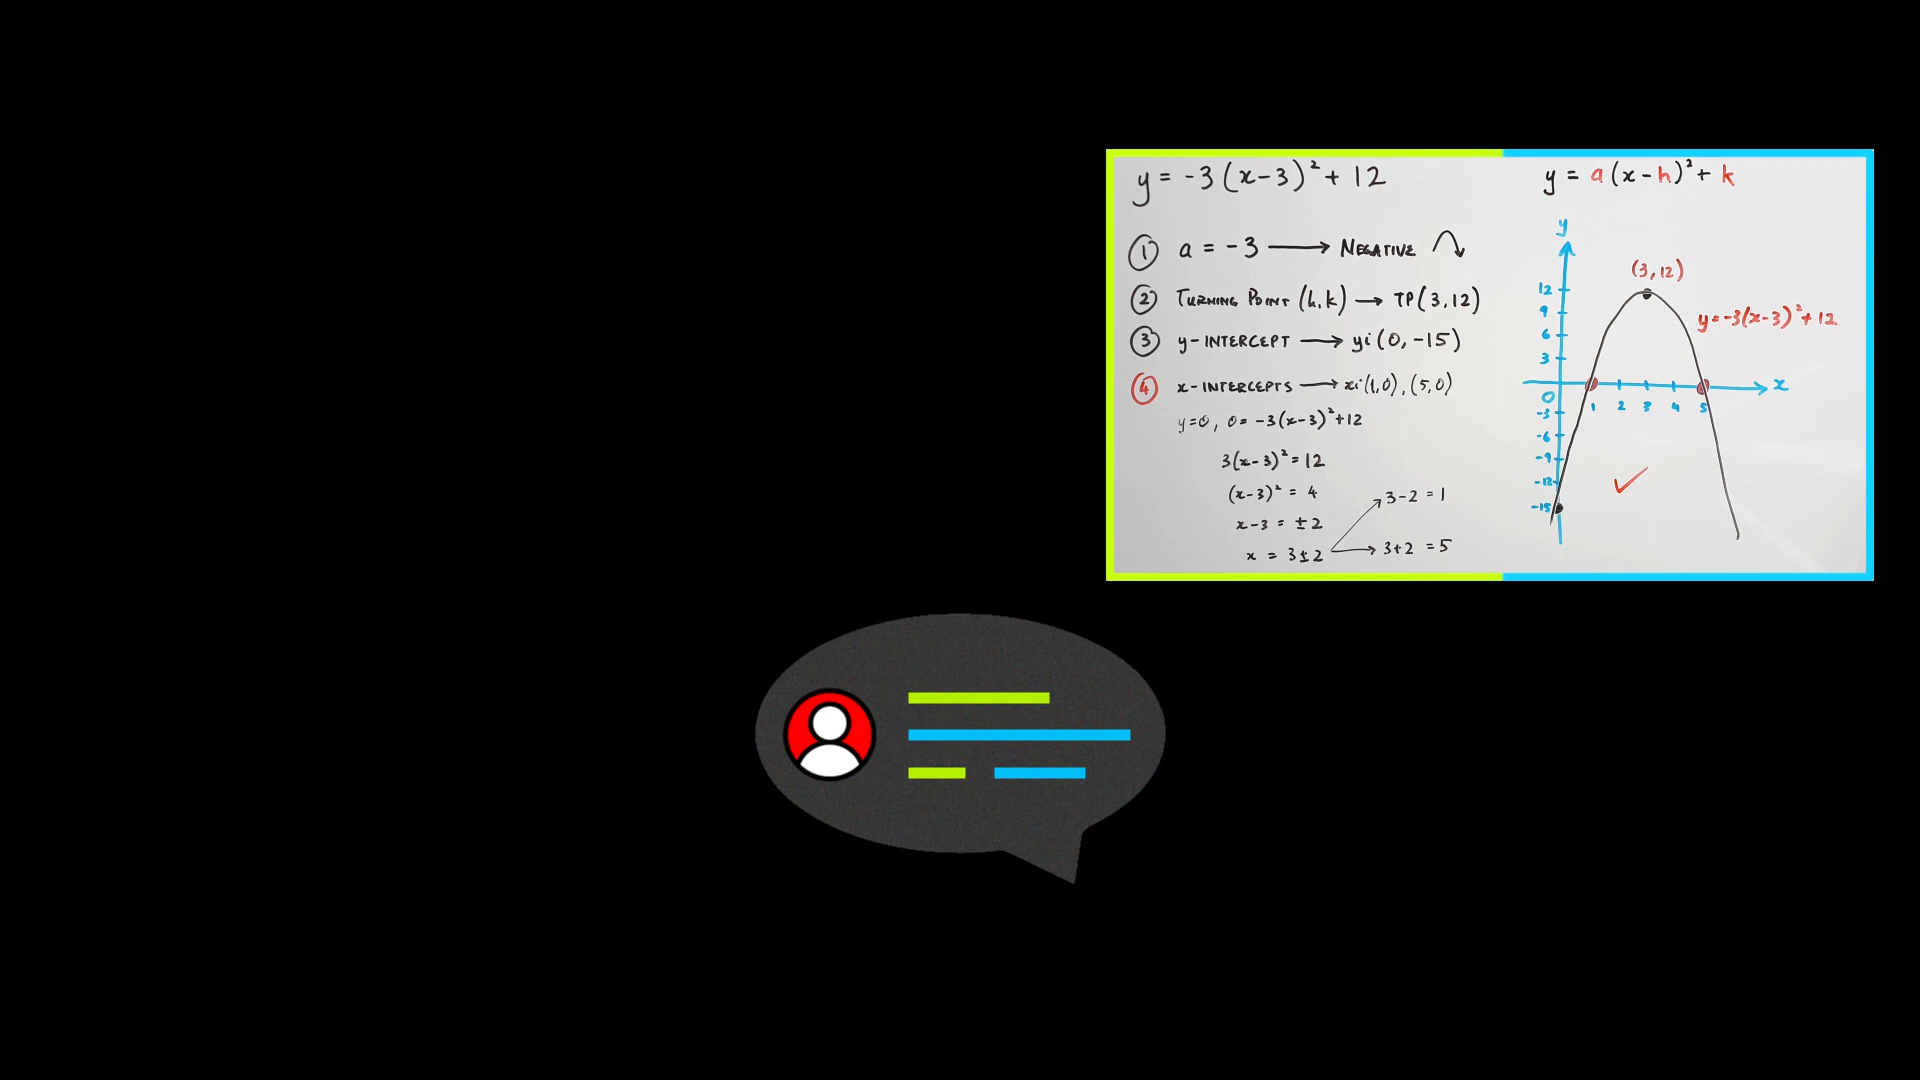 y = -3(x-3)² + 12
① a = -3 → NEGATIVE
② TURNING POINT (h,k) → TP(3,12)
③ y-INTERCEPT → yi(0,-15)
④ x-INTERCEPTS → xi(1,0),(5,0)
y=0, 0= -3(x-3)²+12
3(x-3)² = 12
(x-3)² = 4
x-3 = ±2
x = 3±2
3-2 = 1
3+2 = 5
y = a(x-h)² + k
y
(3,12)
y=-3(x-3)²+12
12
9
6
3
x
0
1 2 3 4 5
-3
-6
-9
-12
-15